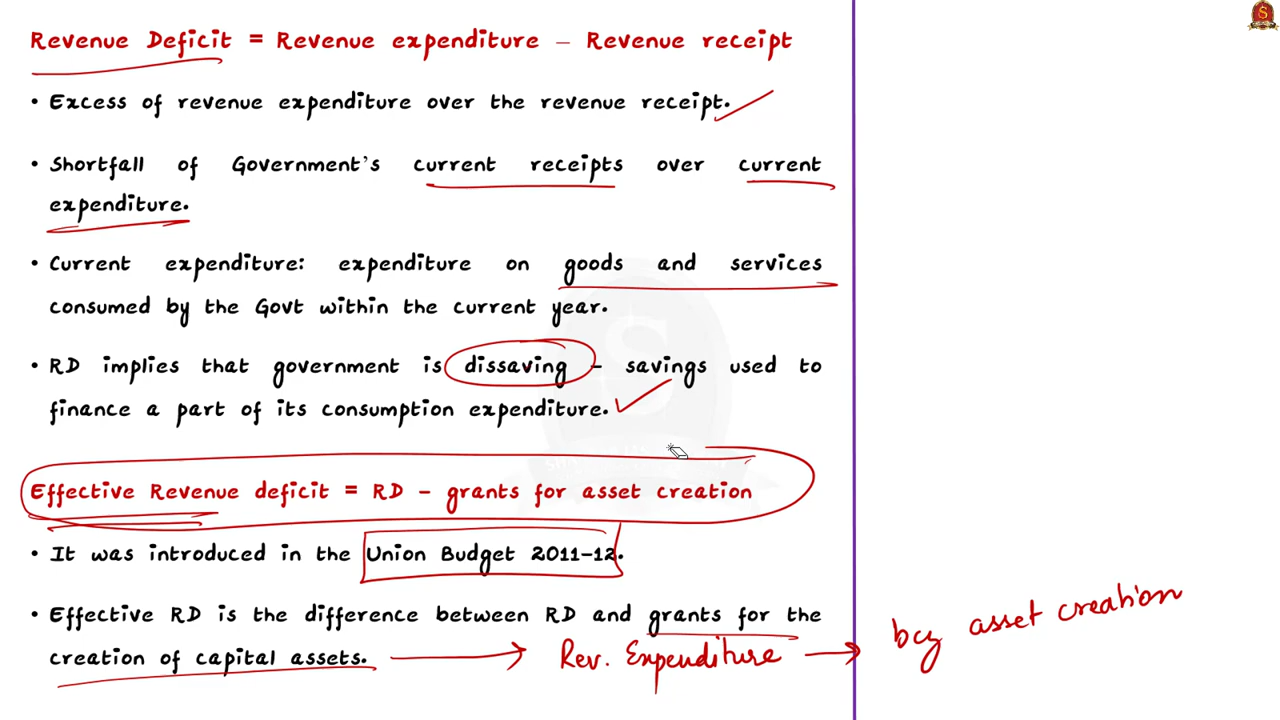 Revenue Deficit = Revenue expenditure – Revenue receipt
• Excess of revenue expenditure over the revenue receipt.
• Shortfall of Government's current receipts over current
expenditure.
• Current expenditure: expenditure on goods and services
consumed by the Govt within the current year.
• RD implies that government is dissaving – savings used to
finance a part of its consumption expenditure.
Effective Revenue deficit = RD – grants for asset creation
• It was introduced in the Union Budget 2011-12.
• Effective RD is the difference between RD and grants for the
creation of capital assets.
Rev. Expenditure
bcz asset creation